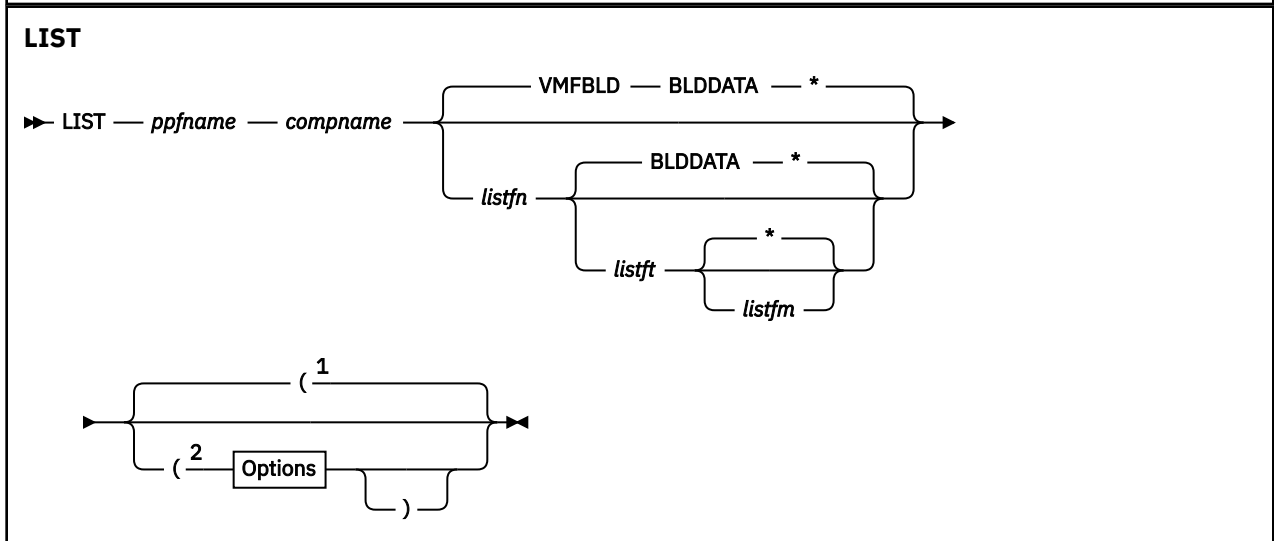 LIST
VMFBLD BLDDATA *
LIST ppfname compname
BLDDATA *
listfn
*
listft
listfm
( 1
( 2 Options
)